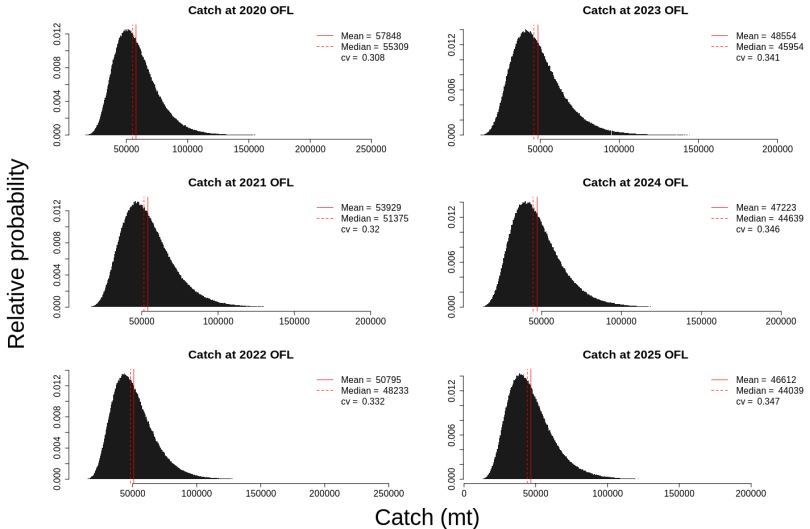 Catch at 2020 OFL
Mean = 57848
Median = 55309
cv = 0.308
0.000 0.004 0.008 0.012
50000 100000 150000 200000 250000
Catch at 2023 OFL
Mean = 48554
Median = 45954
cv = 0.341
0.000 0.006 0.012
50000 100000 150000 200000
Catch at 2021 OFL
Mean = 53929
Median = 51375
cv = 0.32
0.000 0.004 0.008 0.012
50000 100000 150000 200000
Catch at 2024 OFL
Mean = 47223
Median = 44639
cv = 0.346
0.000 0.006 0.012
50000 100000 150000 200000
Catch at 2022 OFL
Mean = 50795
Median = 48233
cv = 0.332
0.000 0.004 0.008 0.012
50000 100000 150000 200000 250000
Catch at 2025 OFL
Mean = 46612
Median = 44039
cv = 0.347
0.000 0.006 0.012
0 50000 100000 150000 200000
Relative probability
Catch (mt)